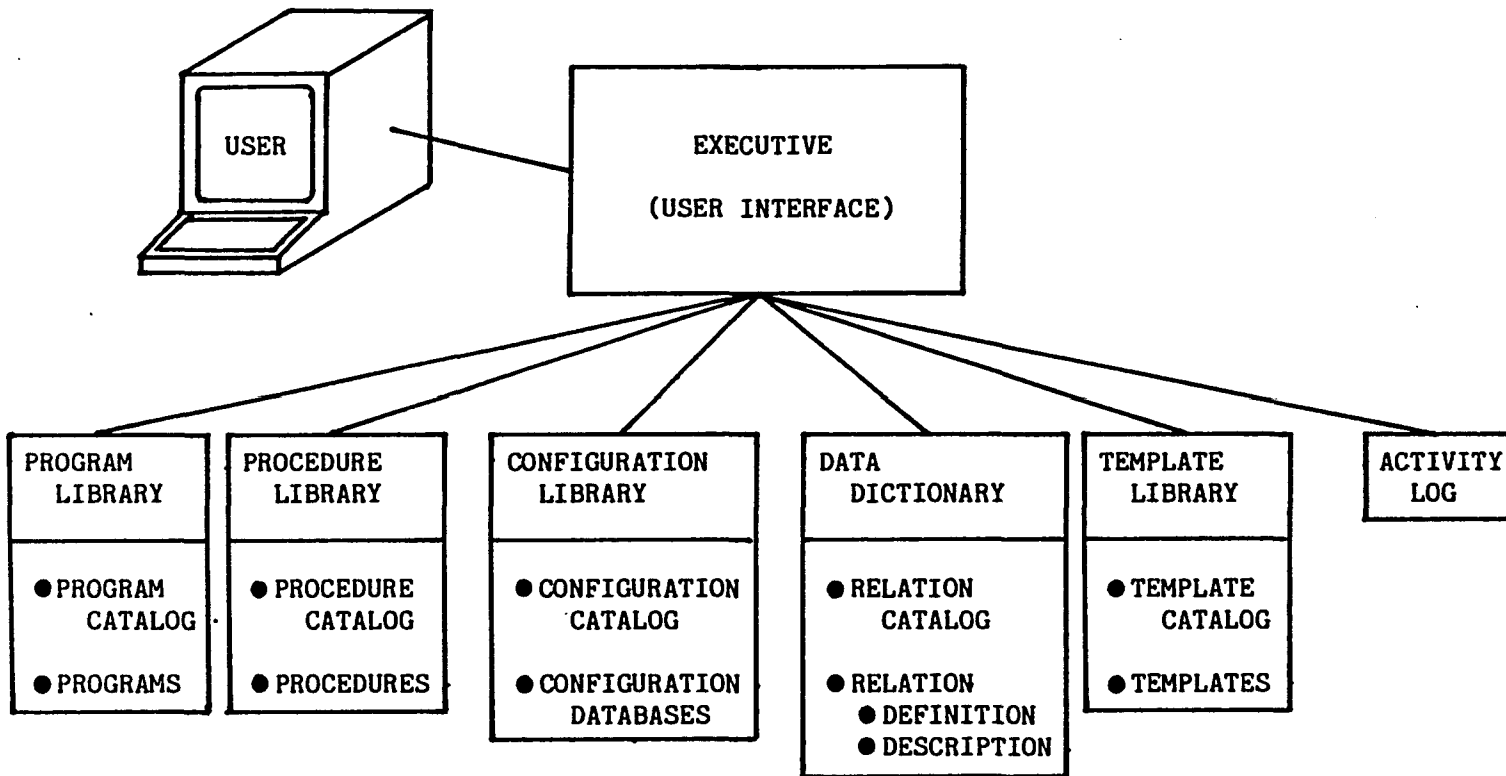 USER
EXECUTIVE
(USER INTERFACE)
PROGRAM
LIBRARY
● PROGRAM
CATALOG
● PROGRAMS
PROCEDURE
LIBRARY
● PROCEDURE
CATALOG
● PROCEDURES
CONFIGURATION
LIBRARY
● CONFIGURATION
CATALOG
● CONFIGURATION
DATABASES
DATA
DICTIONARY
● RELATION
CATALOG
● RELATION
● DEFINITION
● DESCRIPTION
TEMPLATE
LIBRARY
● TEMPLATE
CATALOG
● TEMPLATES
ACTIVITY
LOG